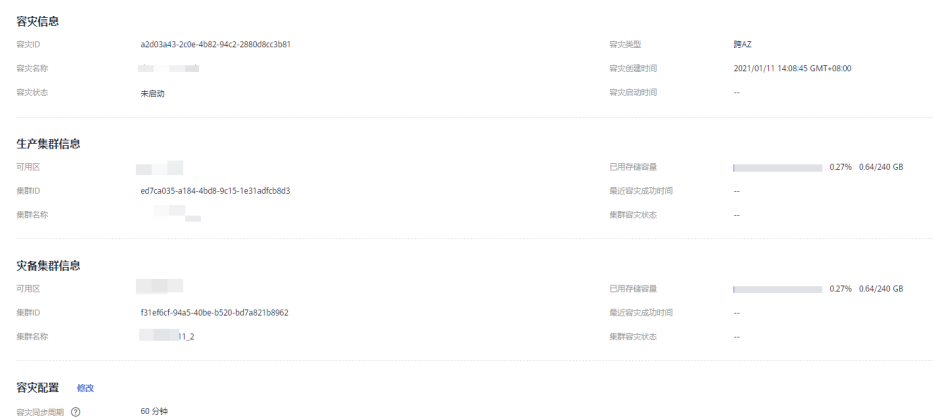 容灾信息
容灾ID a2d03a43-2c0e-4b82-94c2-2880d8cc3b81 容灾类型 跨AZ
容灾名称 容灾创建时间 2021/01/11 14:08:45 GMT+08:00
容灾状态 未启动 容灾启动时间 --
生产集群信息
可用区 已用存储容量 0.27% 0.64/240 GB
集群ID ed7ca035-a184-4bd8-9c15-1e31adfcb8d3 最近容灾成功时间 --
集群名称 集群容灾状态 --
灾备集群信息
可用区 已用存储容量 0.27% 0.64/240 GB
集群ID f31ef6cf-94a5-40be-b520-bd7a821b8962 最近容灾成功时间 --
集群名称 11_2 集群容灾状态 --
容灾配置 修改
容灾同步周期 ? 60 分钟